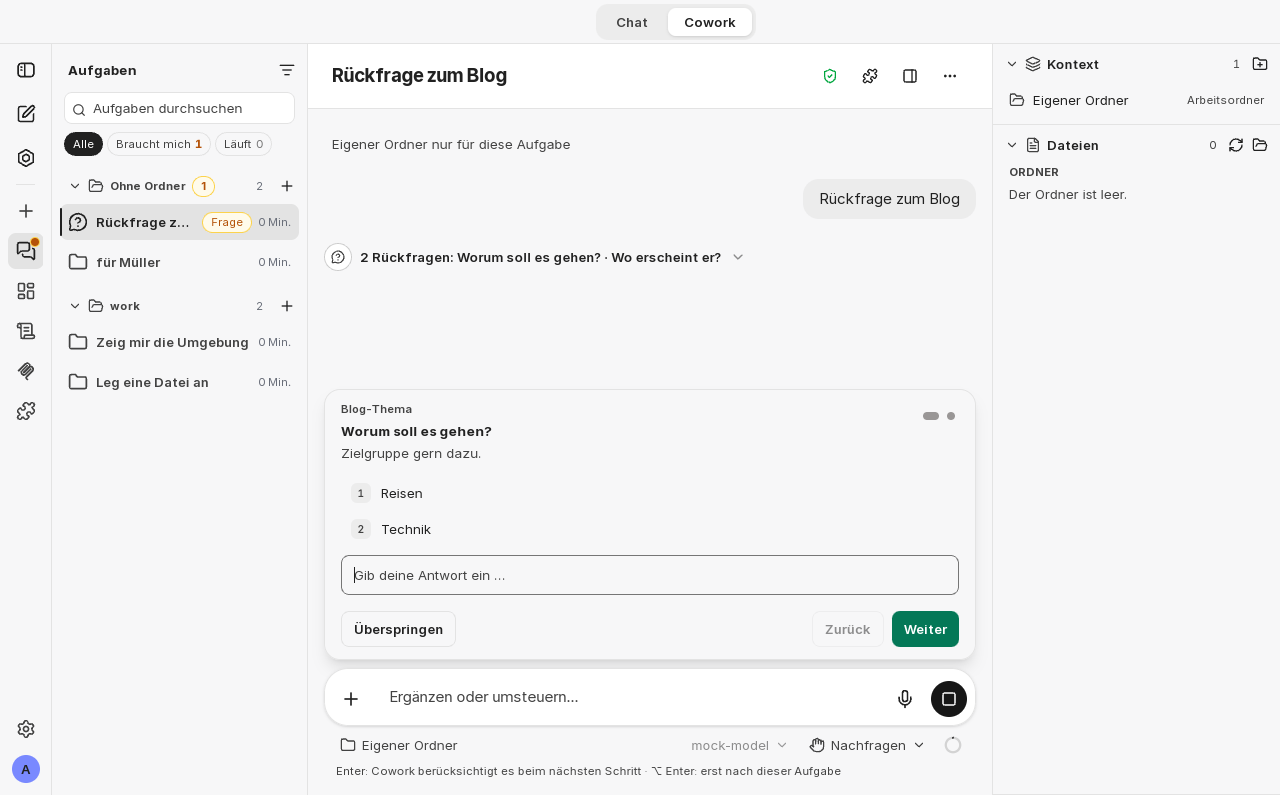 Chat
Cowork
Aufgaben
Aufgaben durchsuchen
Alle
Braucht mich 1
Läuft 0
Ohne Ordner 1 2
Rückfrage z... Frage 0 Min.
für Müller 0 Min.
work 2
Zeig mir die Umgebung 0 Min.
Leg eine Datei an 0 Min.
A
Rückfrage zum Blog
Eigener Ordner nur für diese Aufgabe
Rückfrage zum Blog
2 Rückfragen: Worum soll es gehen? · Wo erscheint er?
Blog-Thema
Worum soll es gehen?
Zielgruppe gern dazu.
1 Reisen
2 Technik
Gib deine Antwort ein …
Überspringen
Zurück
Weiter
Ergänzen oder umsteuern...
Eigener Ordner
mock-model
Nachfragen
Enter: Cowork berücksichtigt es beim nächsten Schritt · ⌥ Enter: erst nach dieser Aufgabe
Kontext 1
Eigener Ordner Arbeitsordner
Dateien 0
ORDNER
Der Ordner ist leer.